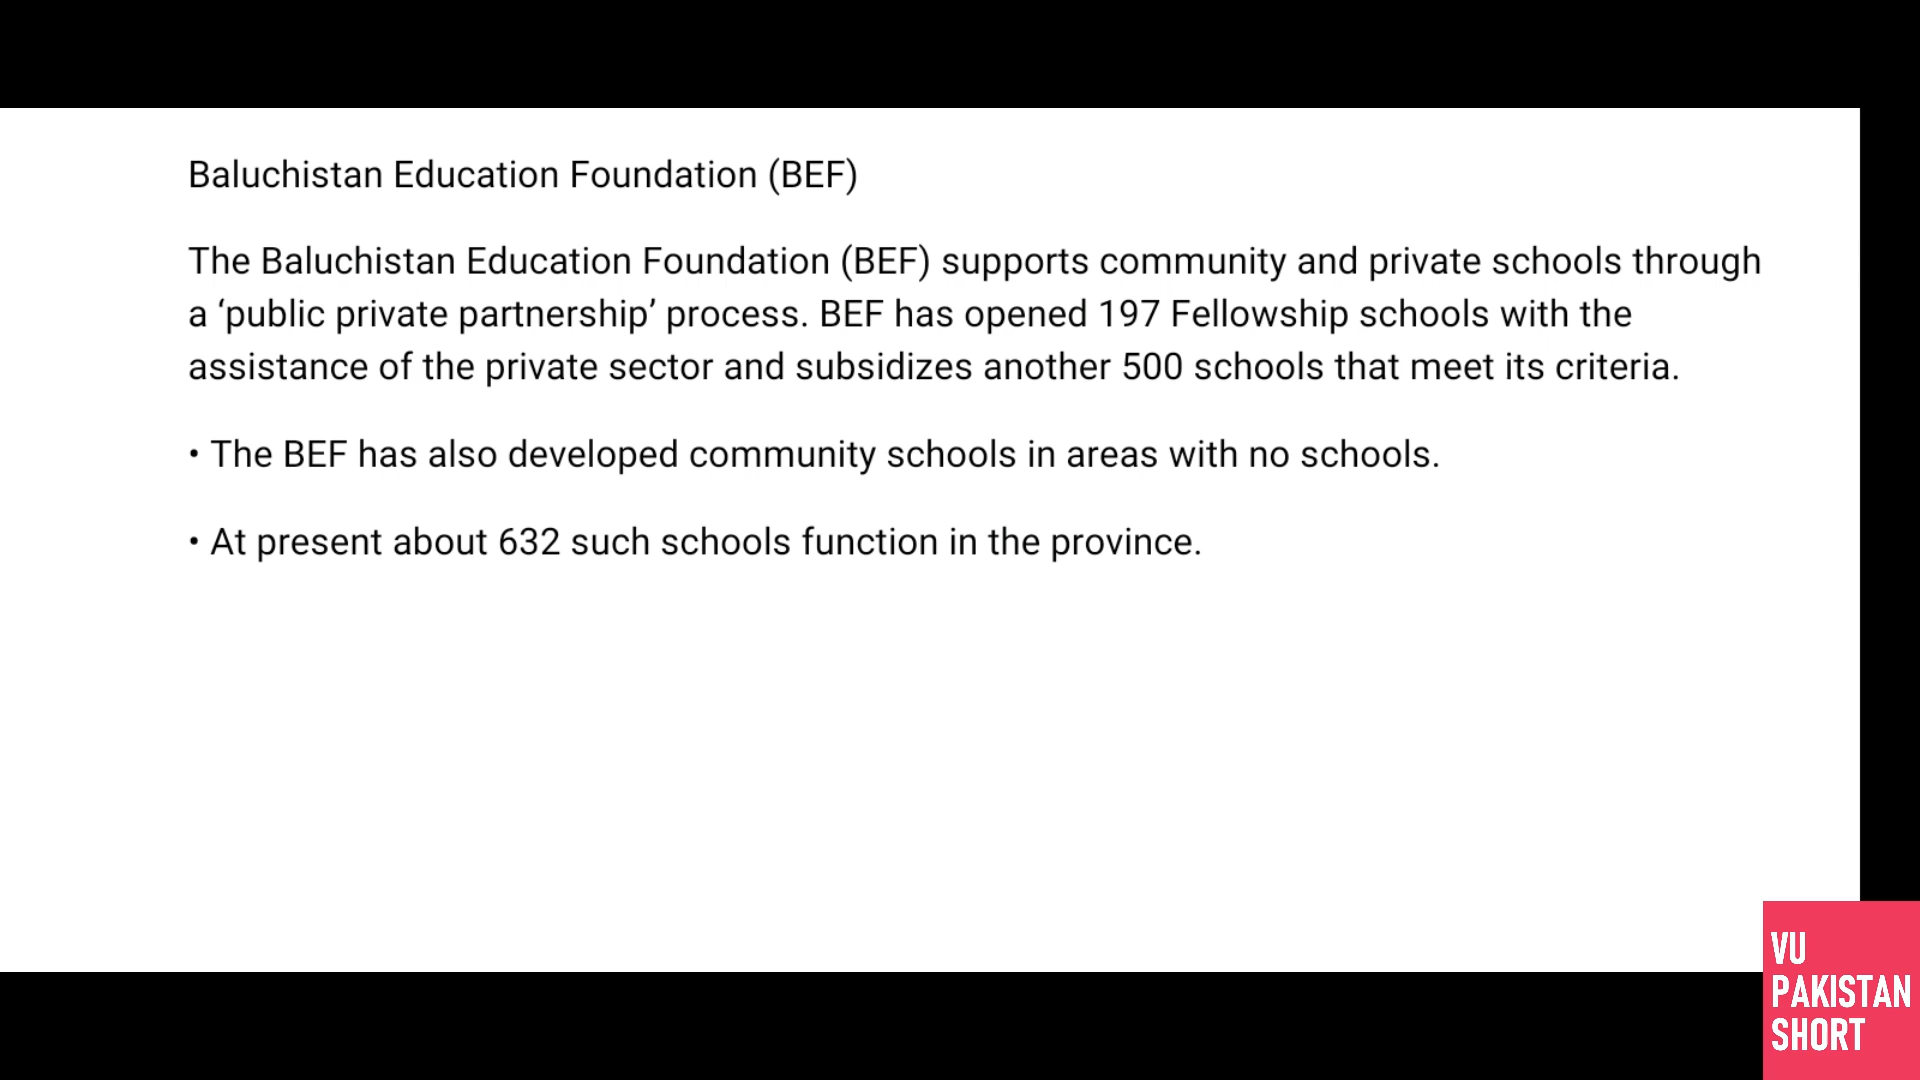 Baluchistan Education Foundation (BEF)
The Baluchistan Education Foundation (BEF) supports community and private schools through
a ‘public private partnership’ process. BEF has opened 197 Fellowship schools with the
assistance of the private sector and subsidizes another 500 schools that meet its criteria.
• The BEF has also developed community schools in areas with no schools.
• At present about 632 such schools function in the province.
VU
PAKISTAN
SHORT